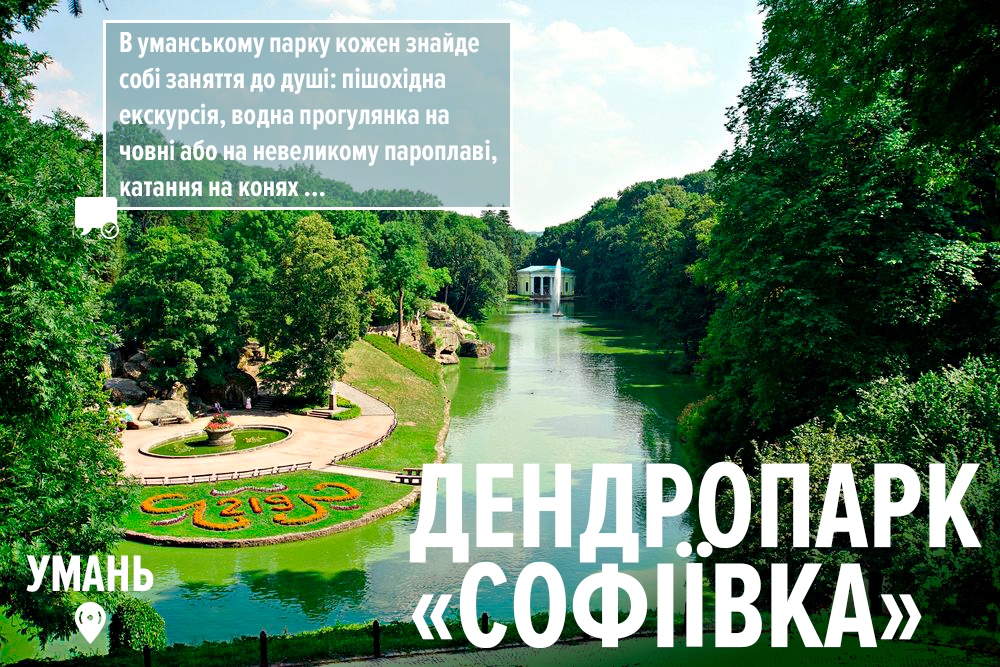 В уманському парку кожен знайде
собі заняття до душі: пішохідна
екскурсія, водна прогулянка на
човні або на невеликому пароплаві,
катання на конях ...
219
УМАНЬ
ДЕНДРОПАРК
«СОФІЇВКА»